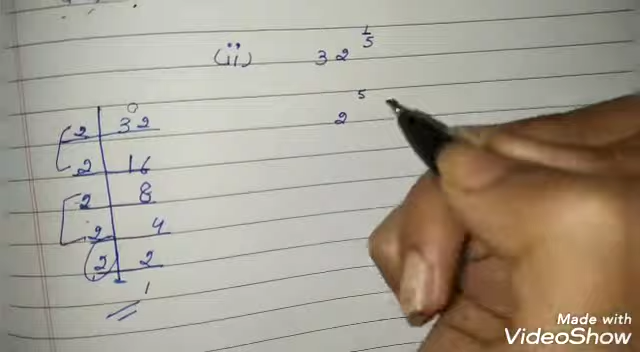 (ii) 32^1/5
2^5
2 | 32
2 | 16
2 | 8
2 | 4
2 | 2
1
Made with
VideoShow